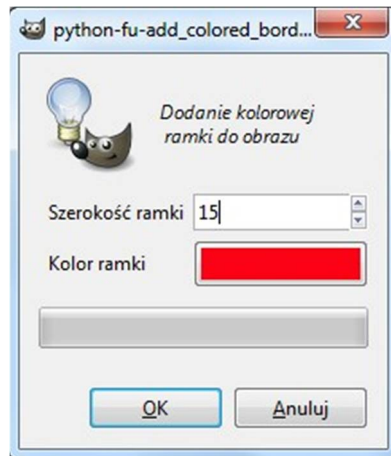 python-fu-add_colored_bord...
Dodanie kolorowej
ramki do obrazu
Szerokość ramki 15
Kolor ramki
OK Anuluj